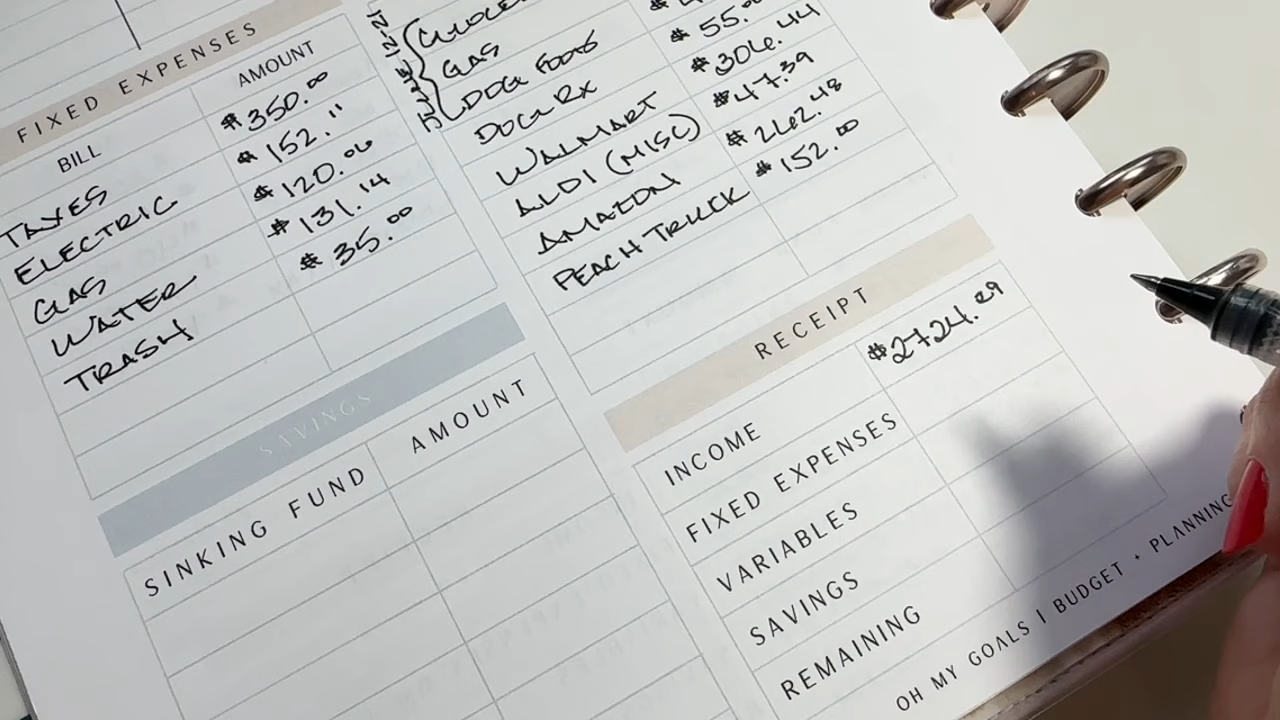 FIXED EXPENSES
BILL AMOUNT
TAXES $350.00
ELECTRIC $152.11
GAS $120.06
WATER $131.14
TRASH $35.00
SAVINGS
SINKING FUND AMOUNT
GAS
DOG FOOD
DOG RX $55.00
WALMART $306.44
ALDI (MISC) $47.39
AMAZON $262.48
PEACH TRUCK $152.00
RECEIPT
INCOME $2724.29
FIXED EXPENSES
VARIABLES
SAVINGS
REMAINING
OH MY GOALS | BUDGET + PLANNING